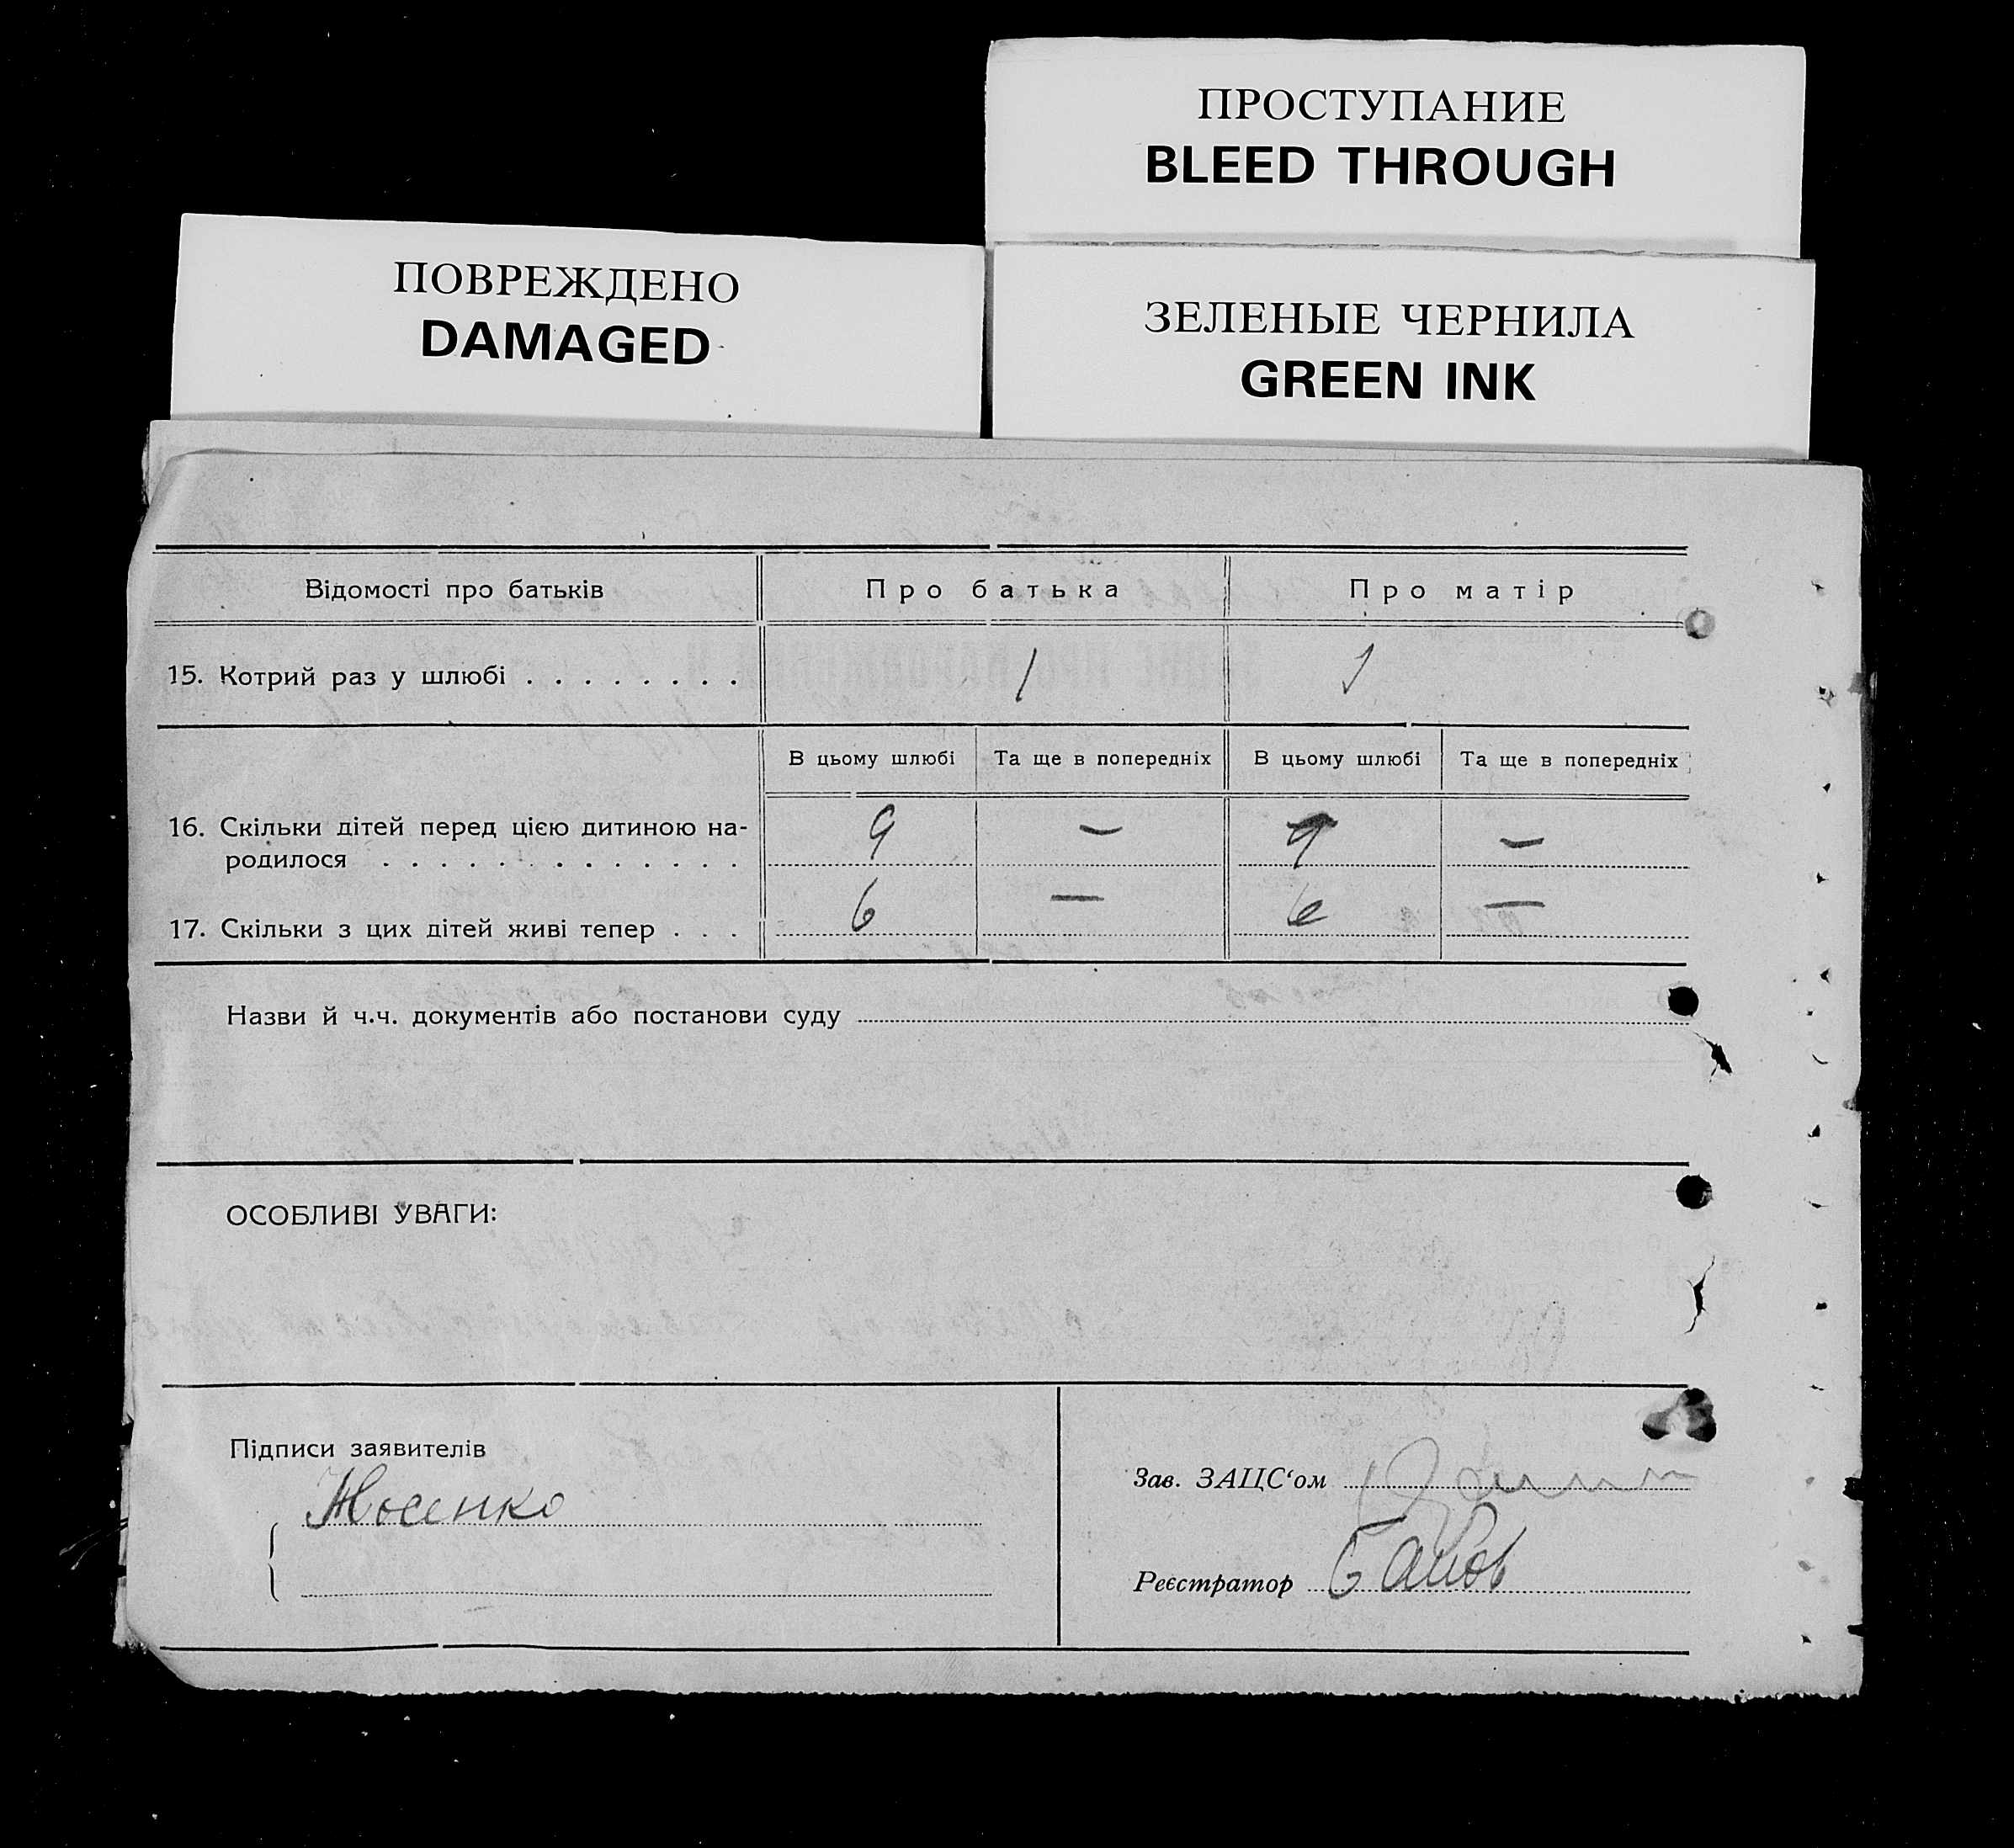 ПРОСТУПАНИЕ
BLEED THROUGH
ПОВРЕЖДЕНО
DAMAGED
ЗЕЛЕНЫЕ ЧЕРНИЛА
GREEN INK
Відомості про батьків Про батька Про матір
15. Котрий раз у шлюбі . . . . . . . . 1 1
В цьому шлюбі Та ще в попередніх В цьому шлюбі Та ще в попередніх
16. Скільки дітей перед цією дитиною на-
родилося . . . . . . . . . . . . . 9 — 9 —
17. Скільки з цих дітей живі тепер . . . 6 — 6 —
Назви й ч.ч. документів або постанови суду
ОСОБЛИВІ УВАГИ:
Підписи заявителів
Зав. ЗАЦС‘ом
Реєстратор